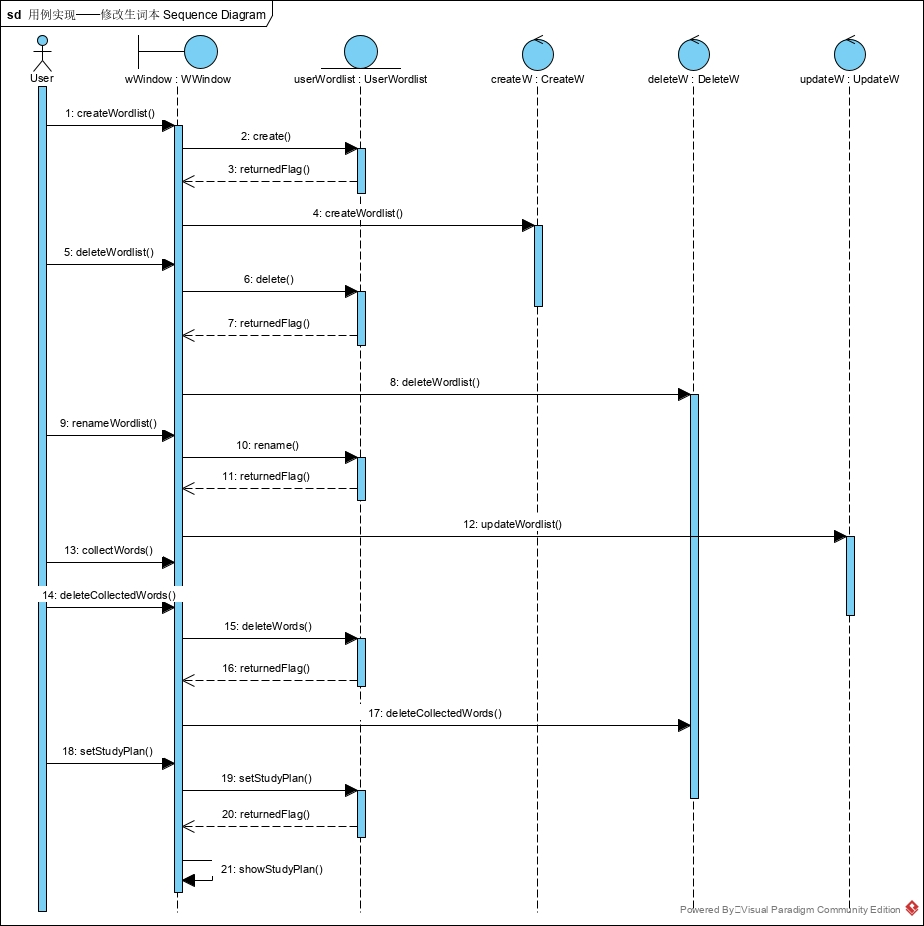 sd 用例实现——修改生词本 Sequence Diagram
User
wWindow : WWindow
userWordlist : UserWordlist
createW : CreateW
deleteW : DeleteW
updateW : UpdateW
1: createWordlist()
2: create()
3: returnedFlag()
4: createWordlist()
5: deleteWordlist()
6: delete()
7: returnedFlag()
8: deleteWordlist()
9: renameWordlist()
10: rename()
11: returnedFlag()
12: updateWordlist()
13: collectWords()
14: deleteCollectedWords()
15: deleteWords()
16: returnedFlag()
17: deleteCollectedWords()
18: setStudyPlan()
19: setStudyPlan()
20: returnedFlag()
21: showStudyPlan()
Powered By Visual Paradigm Community Edition